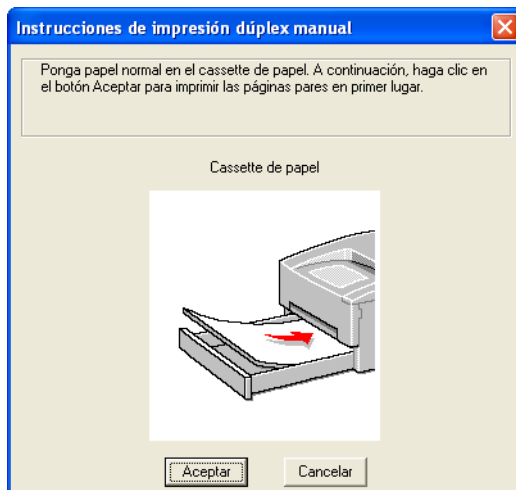 Instrucciones de impresión dúplex manual
Ponga papel normal en el cassette de papel. A continuación, haga clic en
el botón Aceptar para imprimir las páginas pares en primer lugar.
Cassette de papel
Aceptar
Cancelar